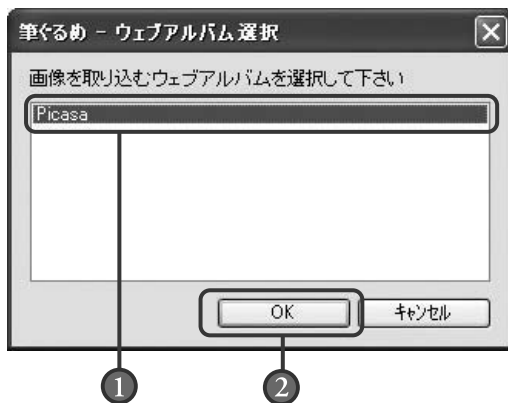 筆ぐるめ - ウェブアルバム選択
画像を取り込むウェブアルバムを選択して下さい
Picasa
OK キャンセル
1 2